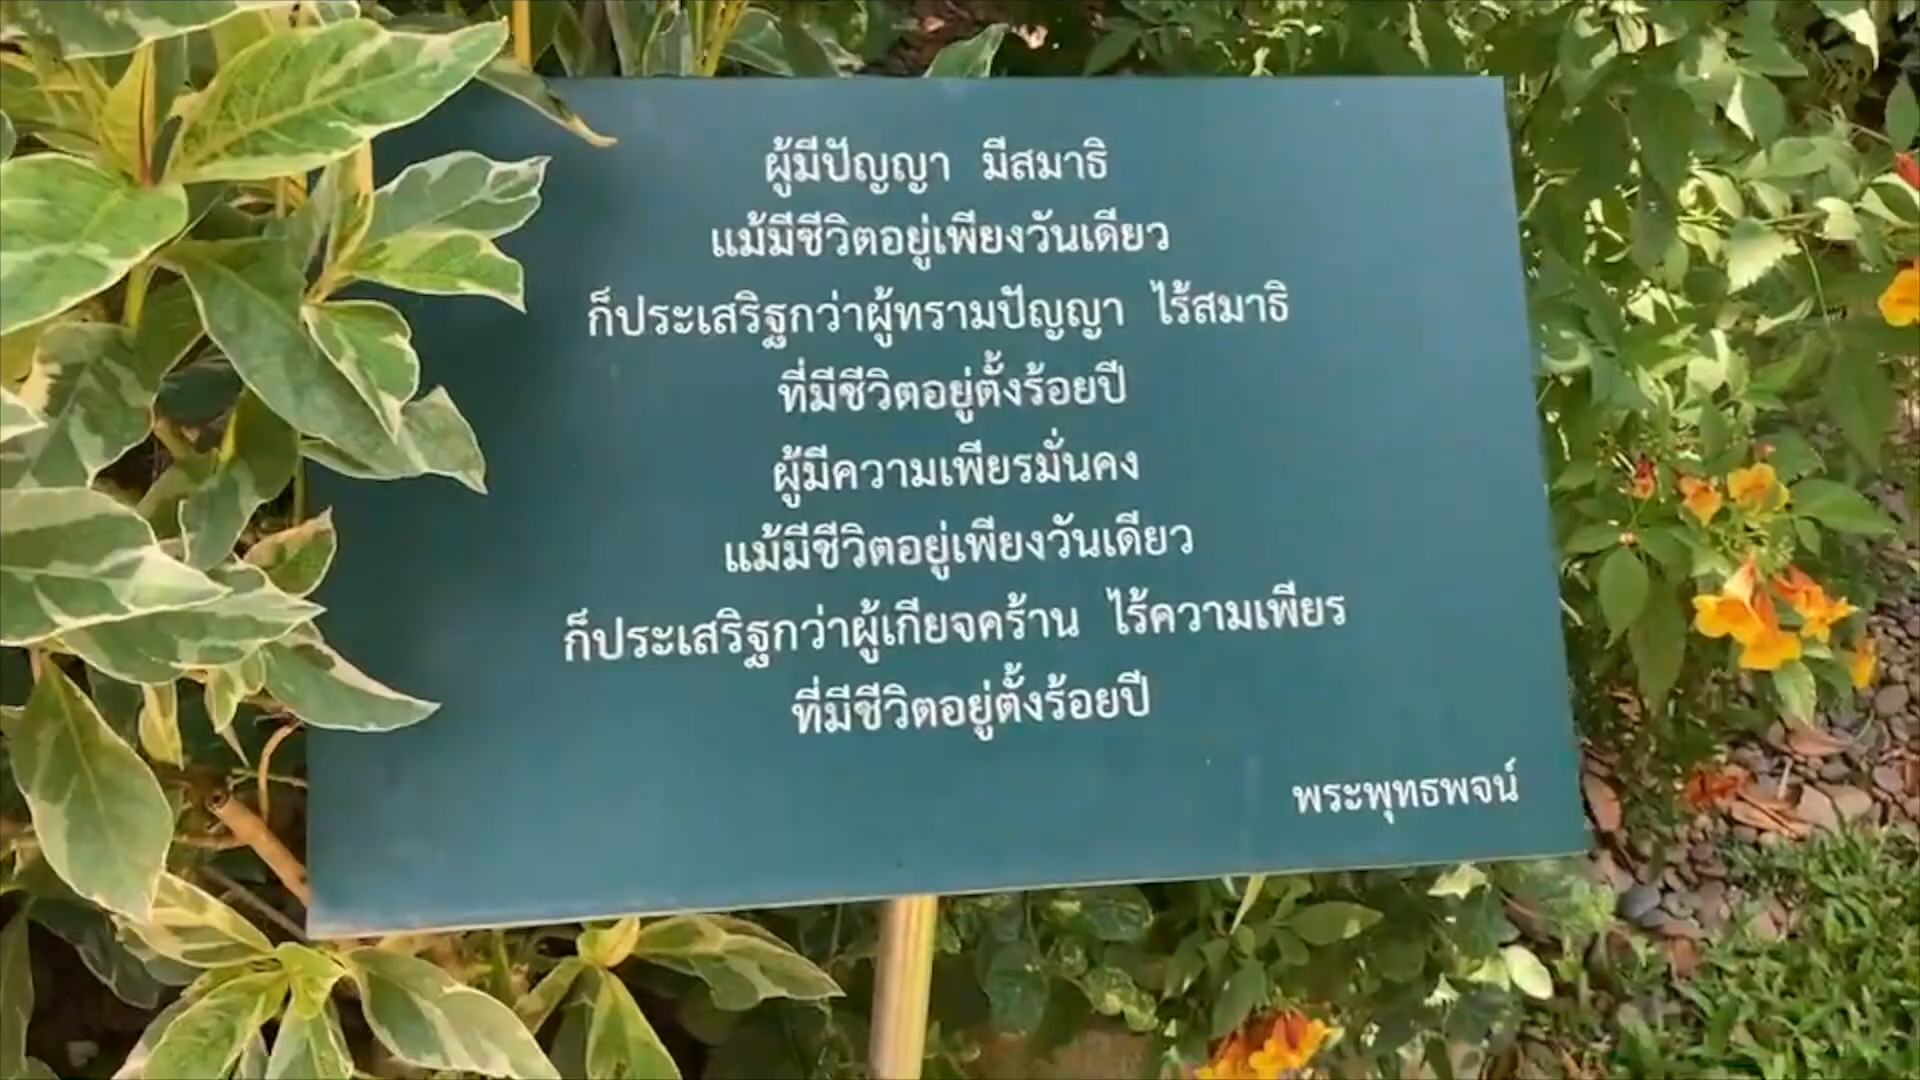 ผู้มีปัญญา มีสมาธิ
แม้มีชีวิตอยู่เพียงวันเดียว
ก็ประเสริฐกว่าผู้ทรามปัญญา ไร้สมาธิ
ที่มีชีวิตอยู่ตั้งร้อยปี
ผู้มีความเพียรมั่นคง
แม้มีชีวิตอยู่เพียงวันเดียว
ก็ประเสริฐกว่าผู้เกียจคร้าน ไร้ความเพียร
ที่มีชีวิตอยู่ตั้งร้อยปี
พระพุทธพจน์